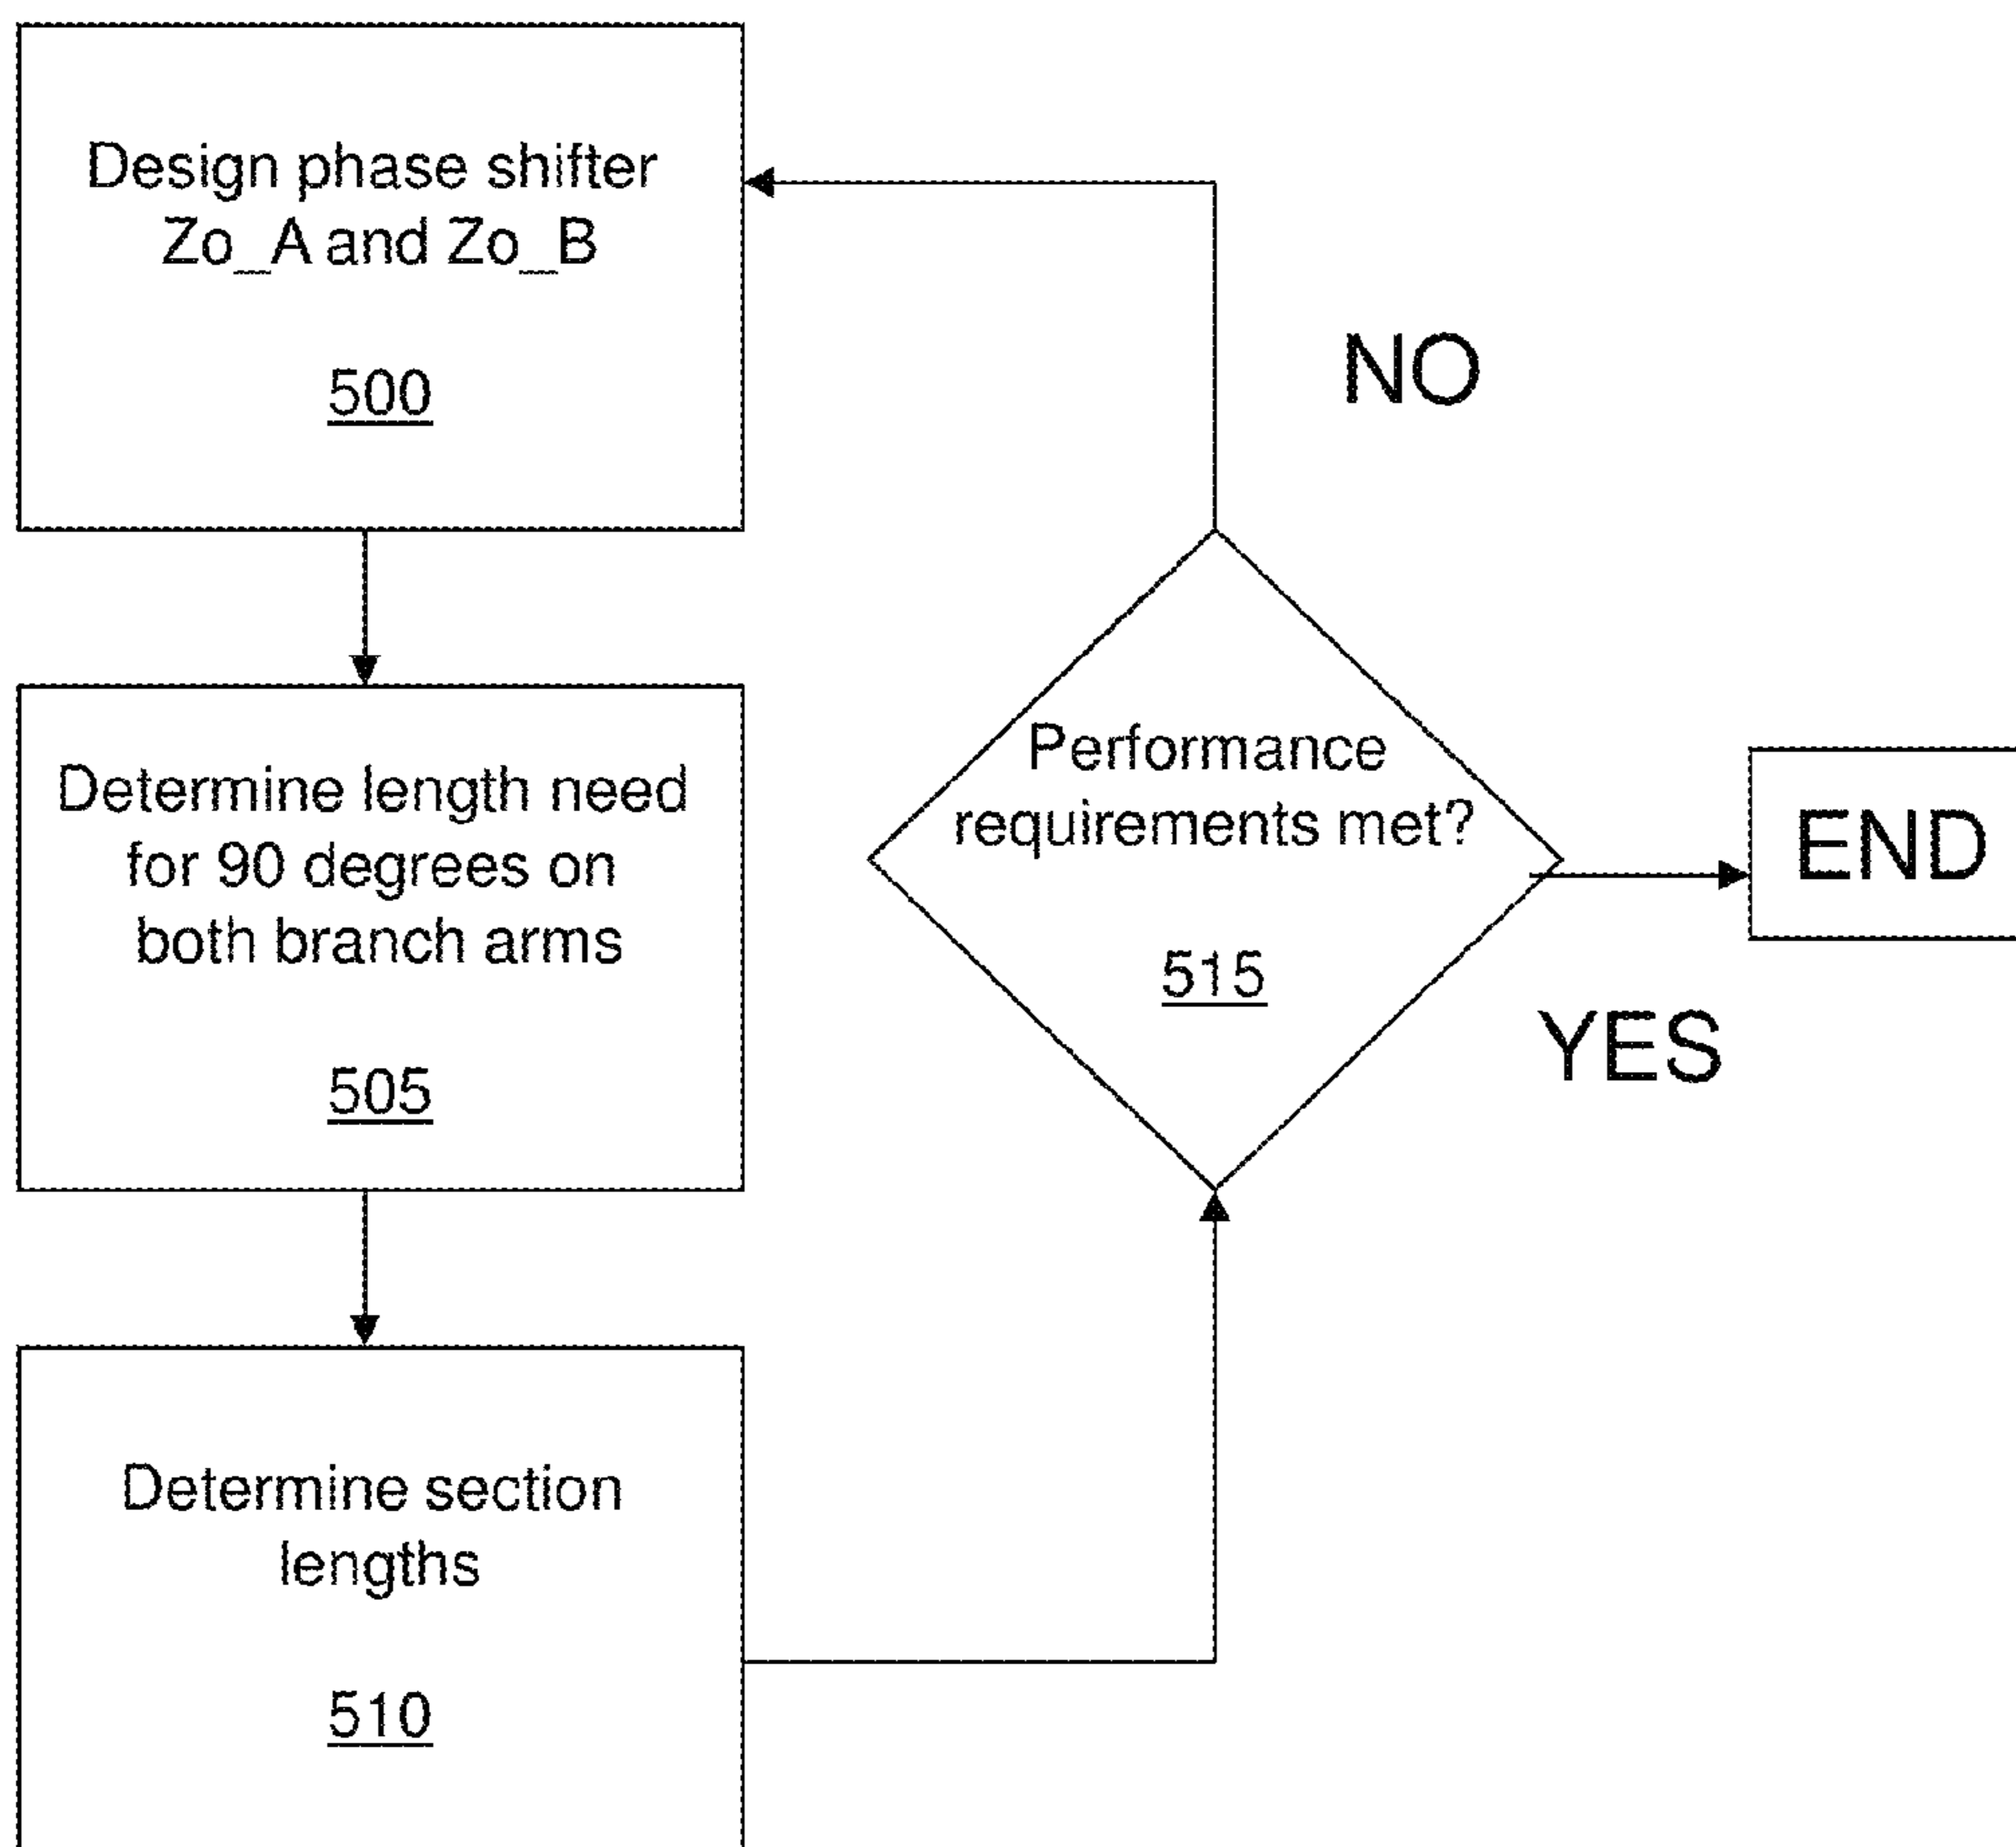 Design phase shifter
Zo_A and Zo_B
500
Determine length need
for 90 degrees on
both branch arms
505
Determine section
lengths
510
Performance
requirements met?
515
NO
YES
END